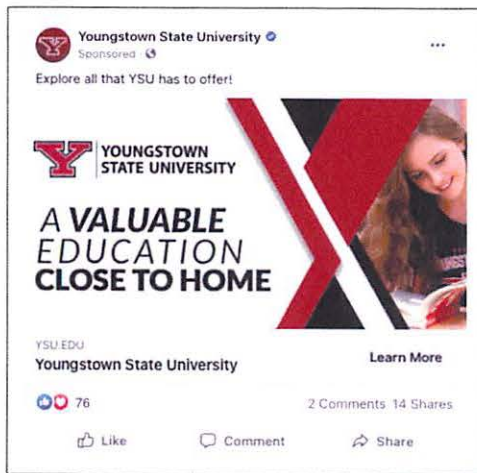 Youngstown State University
Sponsored ·
Explore all that YSU has to offer!
Y YOUNGSTOWN
STATE UNIVERSITY
A VALUABLE
EDUCATION
CLOSE TO HOME
YSU.EDU
Youngstown State University
Learn More
76
2 Comments 14 Shares
Like
Comment
Share